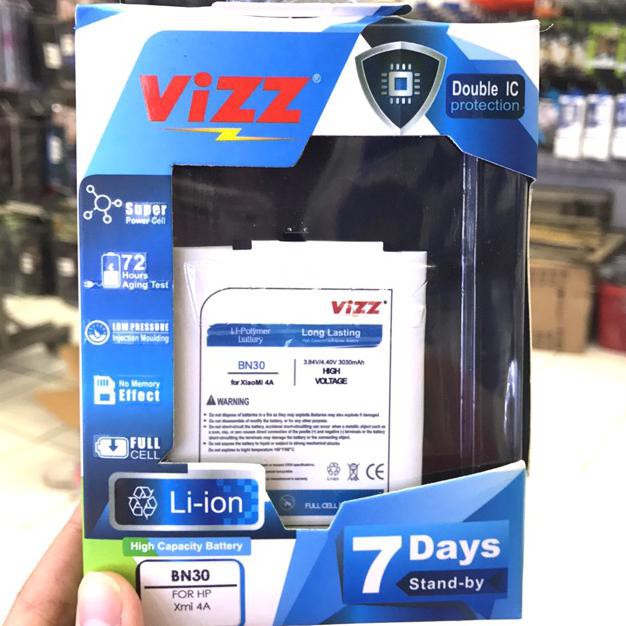 ViZZ®
Double IC
protection
Super
Power Cell
72
Hours
Aging Test
LOW PRESSURE
Injection Moulding
No Memory
Effect
FULL
CELL
ViZZ
Li-Polymer
battery
Long Lasting
BN30
for XiaoMi 4A
3.84V/4.40V 3030mAh
HIGH
VOLTAGE
WARNING
FULL CELL
Li-ion
High Capacity Battery
BN30
FOR HP
Xmi 4A
7 Days
Stand-by